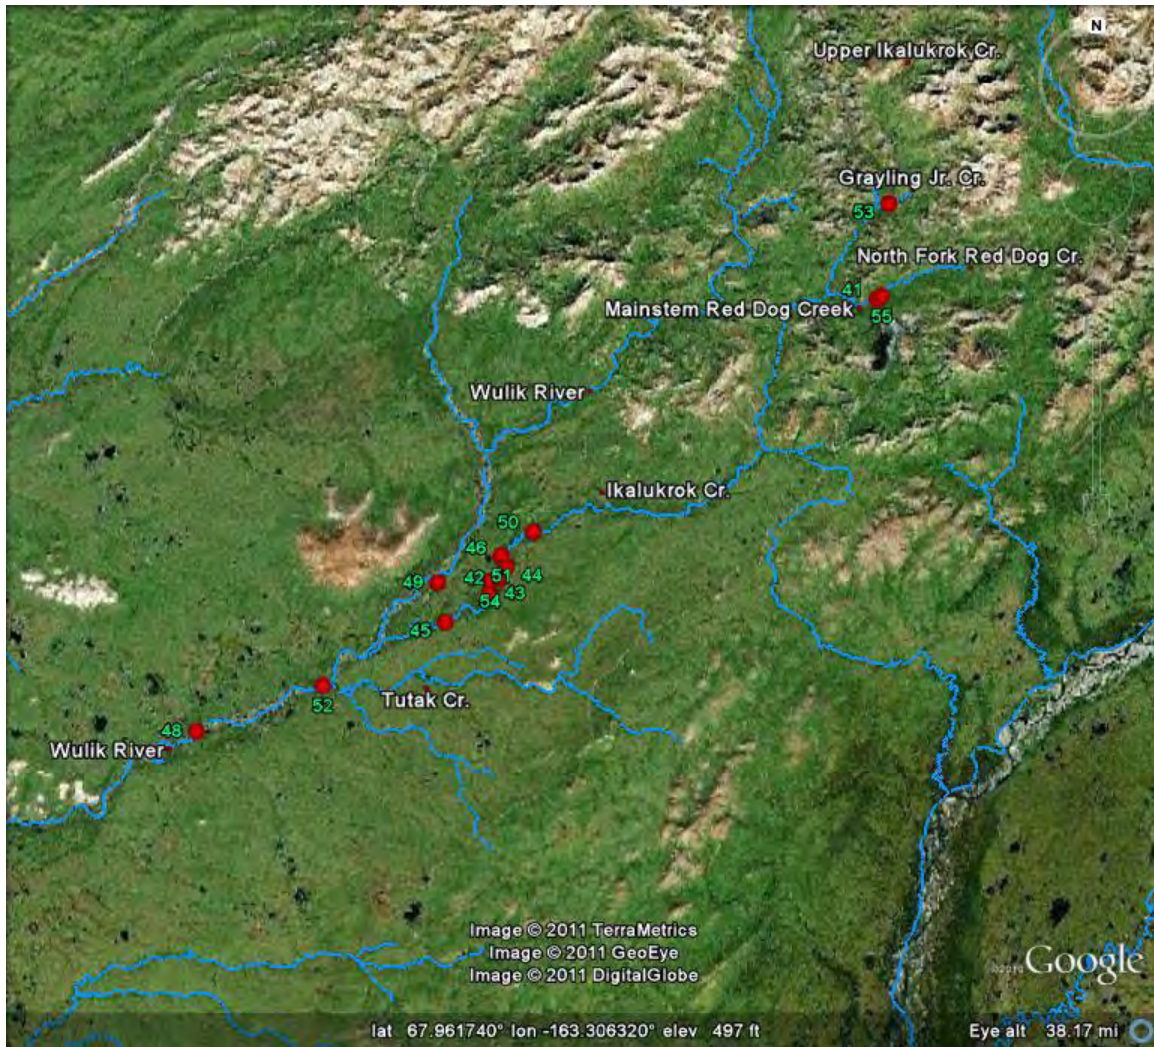 N
Upper Ikalukrok Cr.
Grayling Jr. Cr.
53
North Fork Red Dog Cr.
41
Mainstem Red Dog Creek
55
Wulik River
Ikalukrok Cr.
50
46
51
44
49
42
43
54
45
Tutak Cr.
52
48
Wulik River
Image © 2011 TerraMetrics
Image © 2011 GeoEye
Image © 2011 DigitalGlobe
Google
lat 67.961740° lon -163.306320° elev 497 ft
Eye alt 38.17 mi